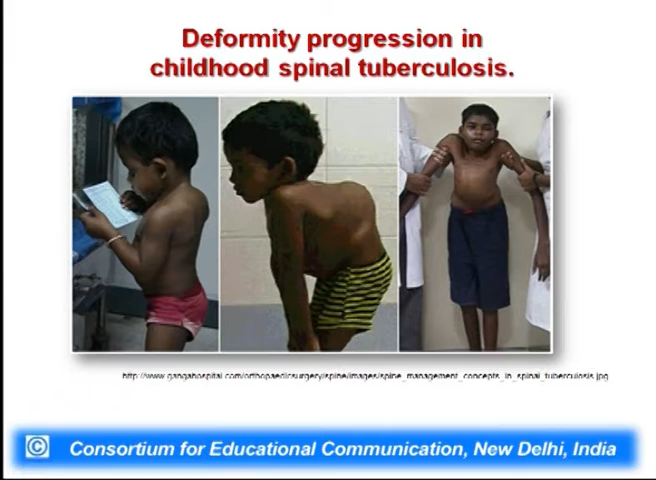 Deformity progression in
childhood spinal tuberculosis.
http://www.gangahospital.com/orthopaedicsurgery/spine/images/spine_management_concepts_in_spinal_tuberculosis.jpg
© Consortium for Educational Communication, New Delhi, India